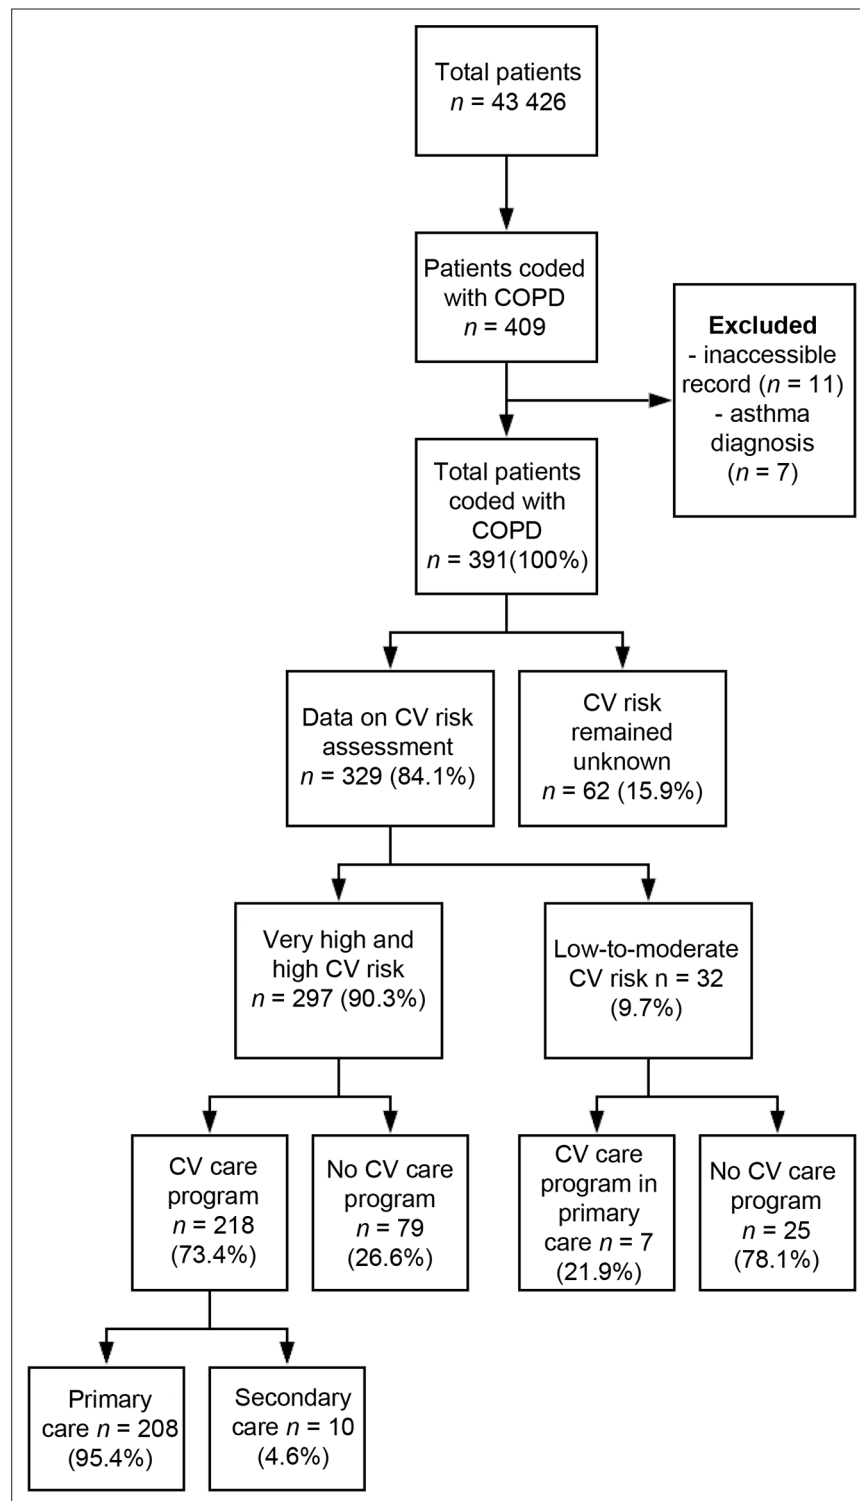 Total patients
n = 43 426
Patients coded
with COPD
n = 409
Excluded
- inaccessible
record (n = 11)
- asthma
diagnosis
(n = 7)
Total patients
coded with
COPD
n = 391(100%)
Data on CV risk
assessment
n = 329 (84.1%)
CV risk
remained
unknown
n = 62 (15.9%)
Very high and
high CV risk
n = 297 (90.3%)
Low-to-moderate
CV risk n = 32
(9.7%)
CV care
program
n = 218
(73.4%)
No CV care
program
n = 79
(26.6%)
CV care
program in
primary
care n = 7
(21.9%)
No CV care
program
n = 25
(78.1%)
Primary
care n = 208
(95.4%)
Secondary
care n = 10
(4.6%)